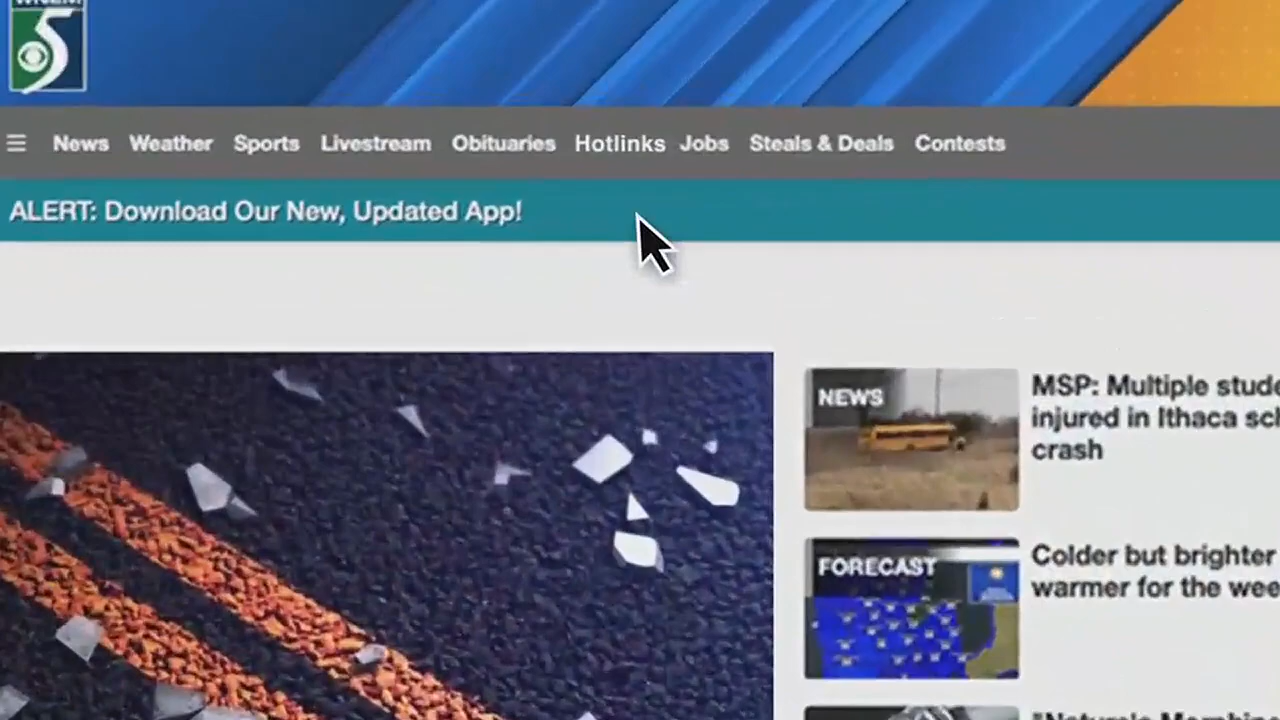 5
News Weather Sports Livestream Obituaries Hotlinks Jobs Steals & Deals Contests
ALERT: Download Our New, Updated App!
NEWS
MSP: Multiple
injured in Ithaca
crash
FORECAST
Colder but brighter
warmer for the